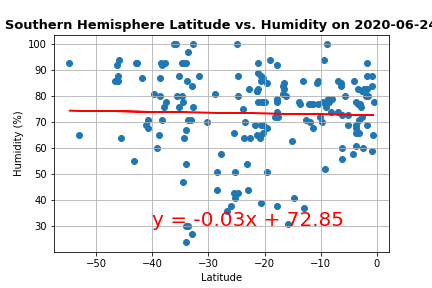 Southern Hemisphere Latitude vs. Humidity on 2020-06-24
100
90
80
70
60
50
40
30
Humidity (%)
y = -0.03x + 72.85
−50 −40 −30 −20 −10 0
Latitude